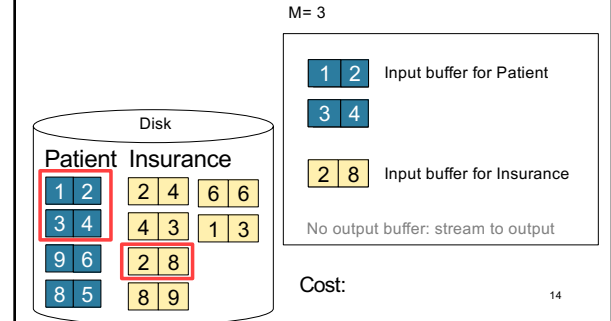 M= 3
1 2 Input buffer for Patient
3 4
2 8 Input buffer for Insurance
No output buffer: stream to output
Disk
Patient Insurance
1 2 2 4 6 6
3 4 4 3 1 3
9 6 2 8
8 5 8 9
Cost:
14